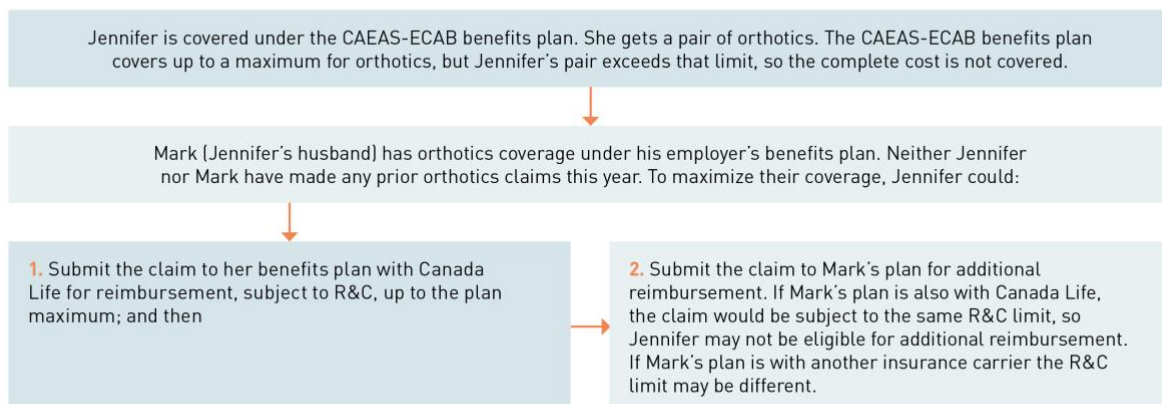 Jennifer is covered under the CAEAS-ECAB benefits plan. She gets a pair of orthotics. The CAEAS-ECAB benefits plan
covers up to a maximum for orthotics, but Jennifer's pair exceeds that limit, so the complete cost is not covered.
Mark (Jennifer's husband) has orthotics coverage under his employer's benefits plan. Neither Jennifer
nor Mark have made any prior orthotics claims this year. To maximize their coverage, Jennifer could:
1. Submit the claim to her benefits plan with Canada
Life for reimbursement, subject to R&C, up to the plan
maximum; and then
2. Submit the claim to Mark's plan for additional
reimbursement. If Mark's plan is also with Canada Life,
the claim would be subject to the same R&C limit, so
Jennifer may not be eligible for additional reimbursement.
If Mark's plan is with another insurance carrier the R&C
limit may be different.